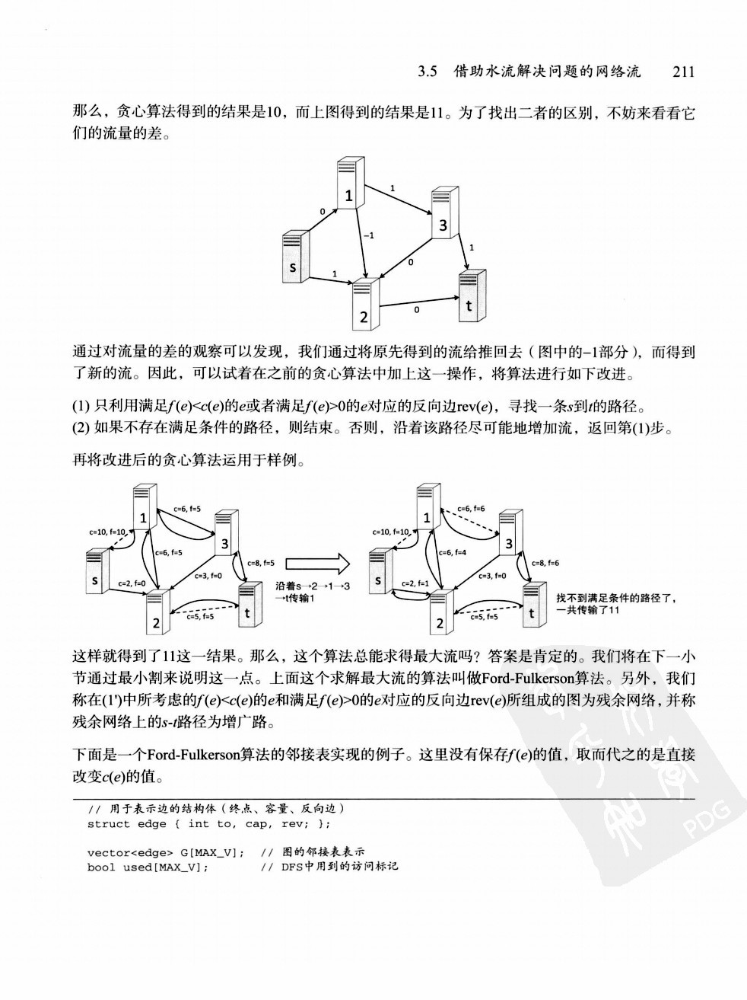 3.5 借助水流解决问题的网络流 211
那么，贪心算法得到的结果是10，而上图得到的结果是11。为了找出二者的区别，不妨来看看它
们的流量的差。
1
1
0
3
-1
1
s
0
1
t
2
0
通过对流量的差的观察可以发现，我们通过将原先得到的流给推回去（图中的–1部分），而得到
了新的流。因此，可以试着在之前的贪心算法中加上这一操作，将算法进行如下改进。
(1) 只利用满足f(e)<c(e)的e或者满足f(e)>0的e对应的反向边rev(e)，寻找一条s到t的路径。
(2) 如果不存在满足条件的路径，则结束。否则，沿着该路径尽可能地增加流，返回第(1)步。
再将改进后的贪心算法运用于样例。
1
c=6, f=5
c=10, f=10
3
c=6, f=5
c=8, f=5
s
c=2, f=0
c=3, f=0
2
c=5, f=5
t
沿着s→2→1→3
→t传输1
1
c=6, f=6
c=10, f=10
3
c=6, f=4
c=8, f=6
s
c=2, f=1
c=3, f=0
2
c=5, f=5
t
找不到满足条件的路径了，
一共传输了11
这样就得到了11这一结果。那么，这个算法总能求得最大流吗？答案是肯定的。我们将在下一小
节通过最小割来说明这一点。上面这个求解最大流的算法叫做Ford-Fulkerson算法。另外，我们
称在(1')中所考虑的f(e)<c(e)的e和满足f(e)>0的e对应的反向边rev(e)所组成的图为残余网络，并称
残余网络上的s-t路径为增广路。
下面是一个Ford-Fulkerson算法的邻接表实现的例子。这里没有保存f(e)的值，取而代之的是直接
改变c(e)的值。
// 用于表示边的结构体（终点、容量、反向边）
struct edge { int to, cap, rev; };
vector<edge> G[MAX_V]; // 图的邻接表表示
bool used[MAX_V]; // DFS中用到的访问标记
PDG